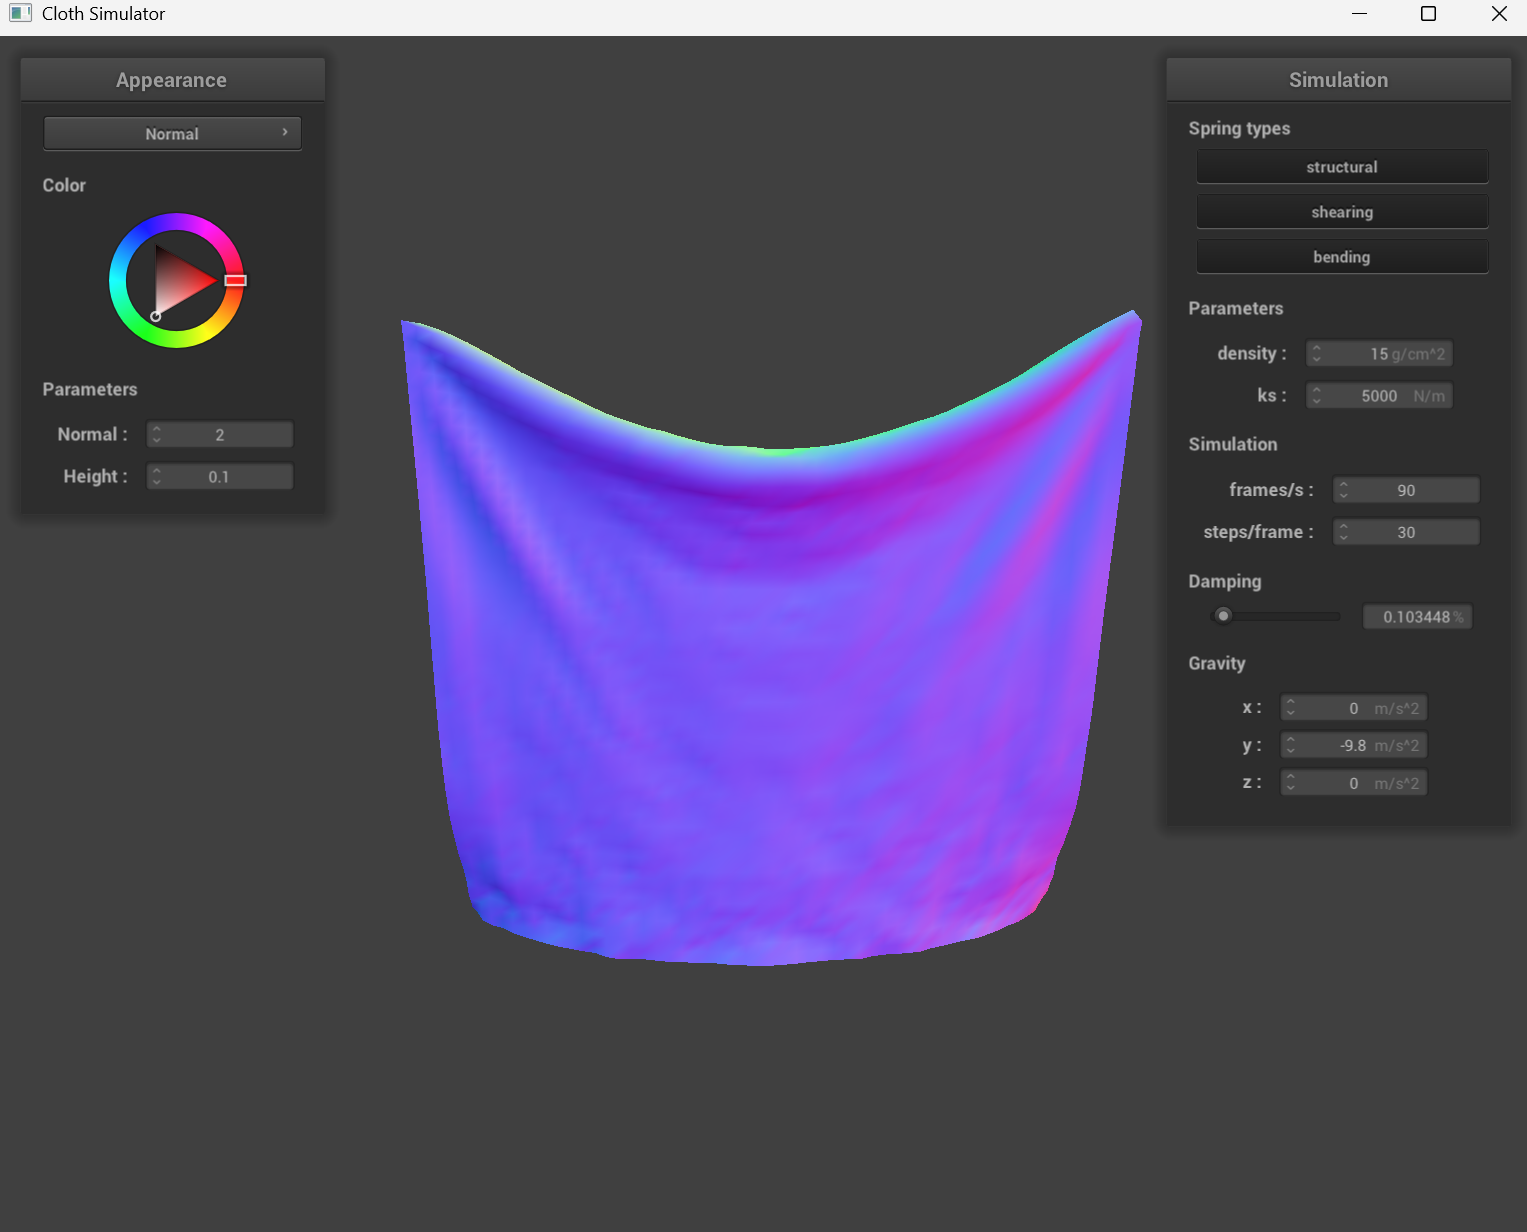 Cloth Simulator
Appearance
Normal
Color
Parameters
Normal : 2
Height : 0.1
Simulation
Spring types
structural
shearing
bending
Parameters
density : 15 g/cm^2
ks : 5000 N/m
Simulation
frames/s : 90
steps/frame : 30
Damping
0.103448 %
Gravity
x : 0 m/s^2
y : -9.8 m/s^2
z : 0 m/s^2